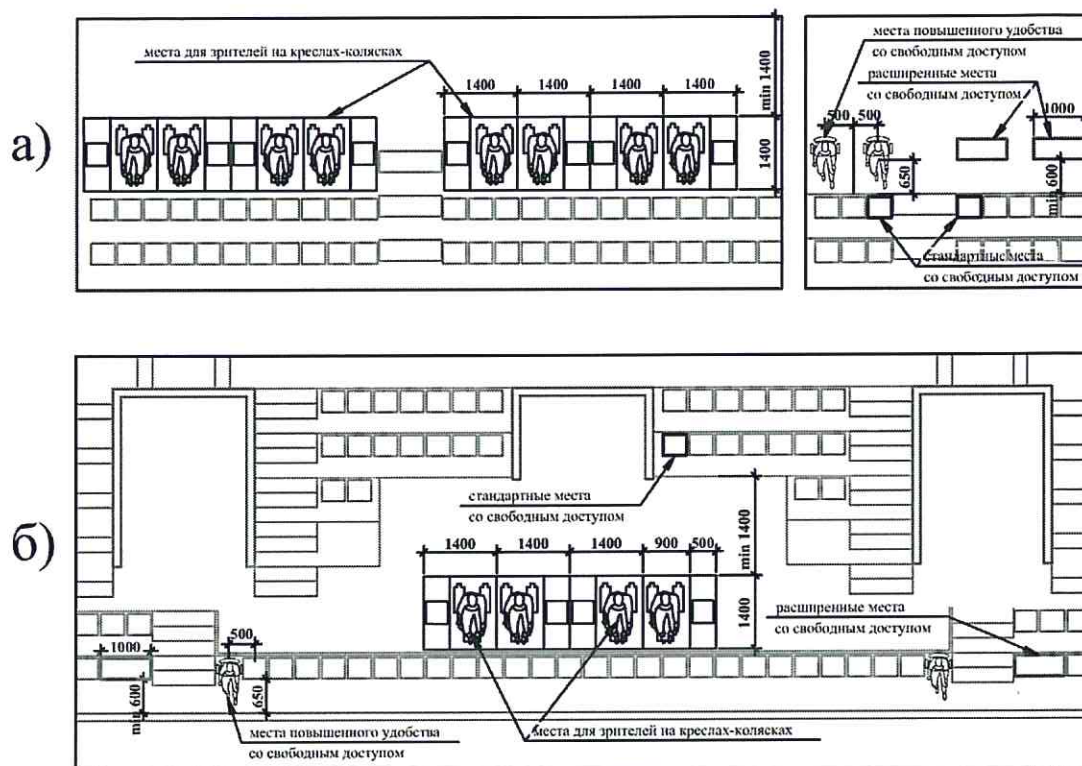 а)
места для зрителей на креслах-колясках
1400 1400 1400 1400
min 1400
1400
места повышенного удобства
со свободным доступом
расширенные места
со свободным доступом
500 500
1000
650
min 600
стандартные места
со свободным доступом
б)
стандартные места
со свободным доступом
min 1400
1400 1400 1400 900 500
1400
расширенные места
со свободным доступом
1000
500
min 600
650
места повышенного удобства
со свободным доступом
места для зрителей на креслах-колясках